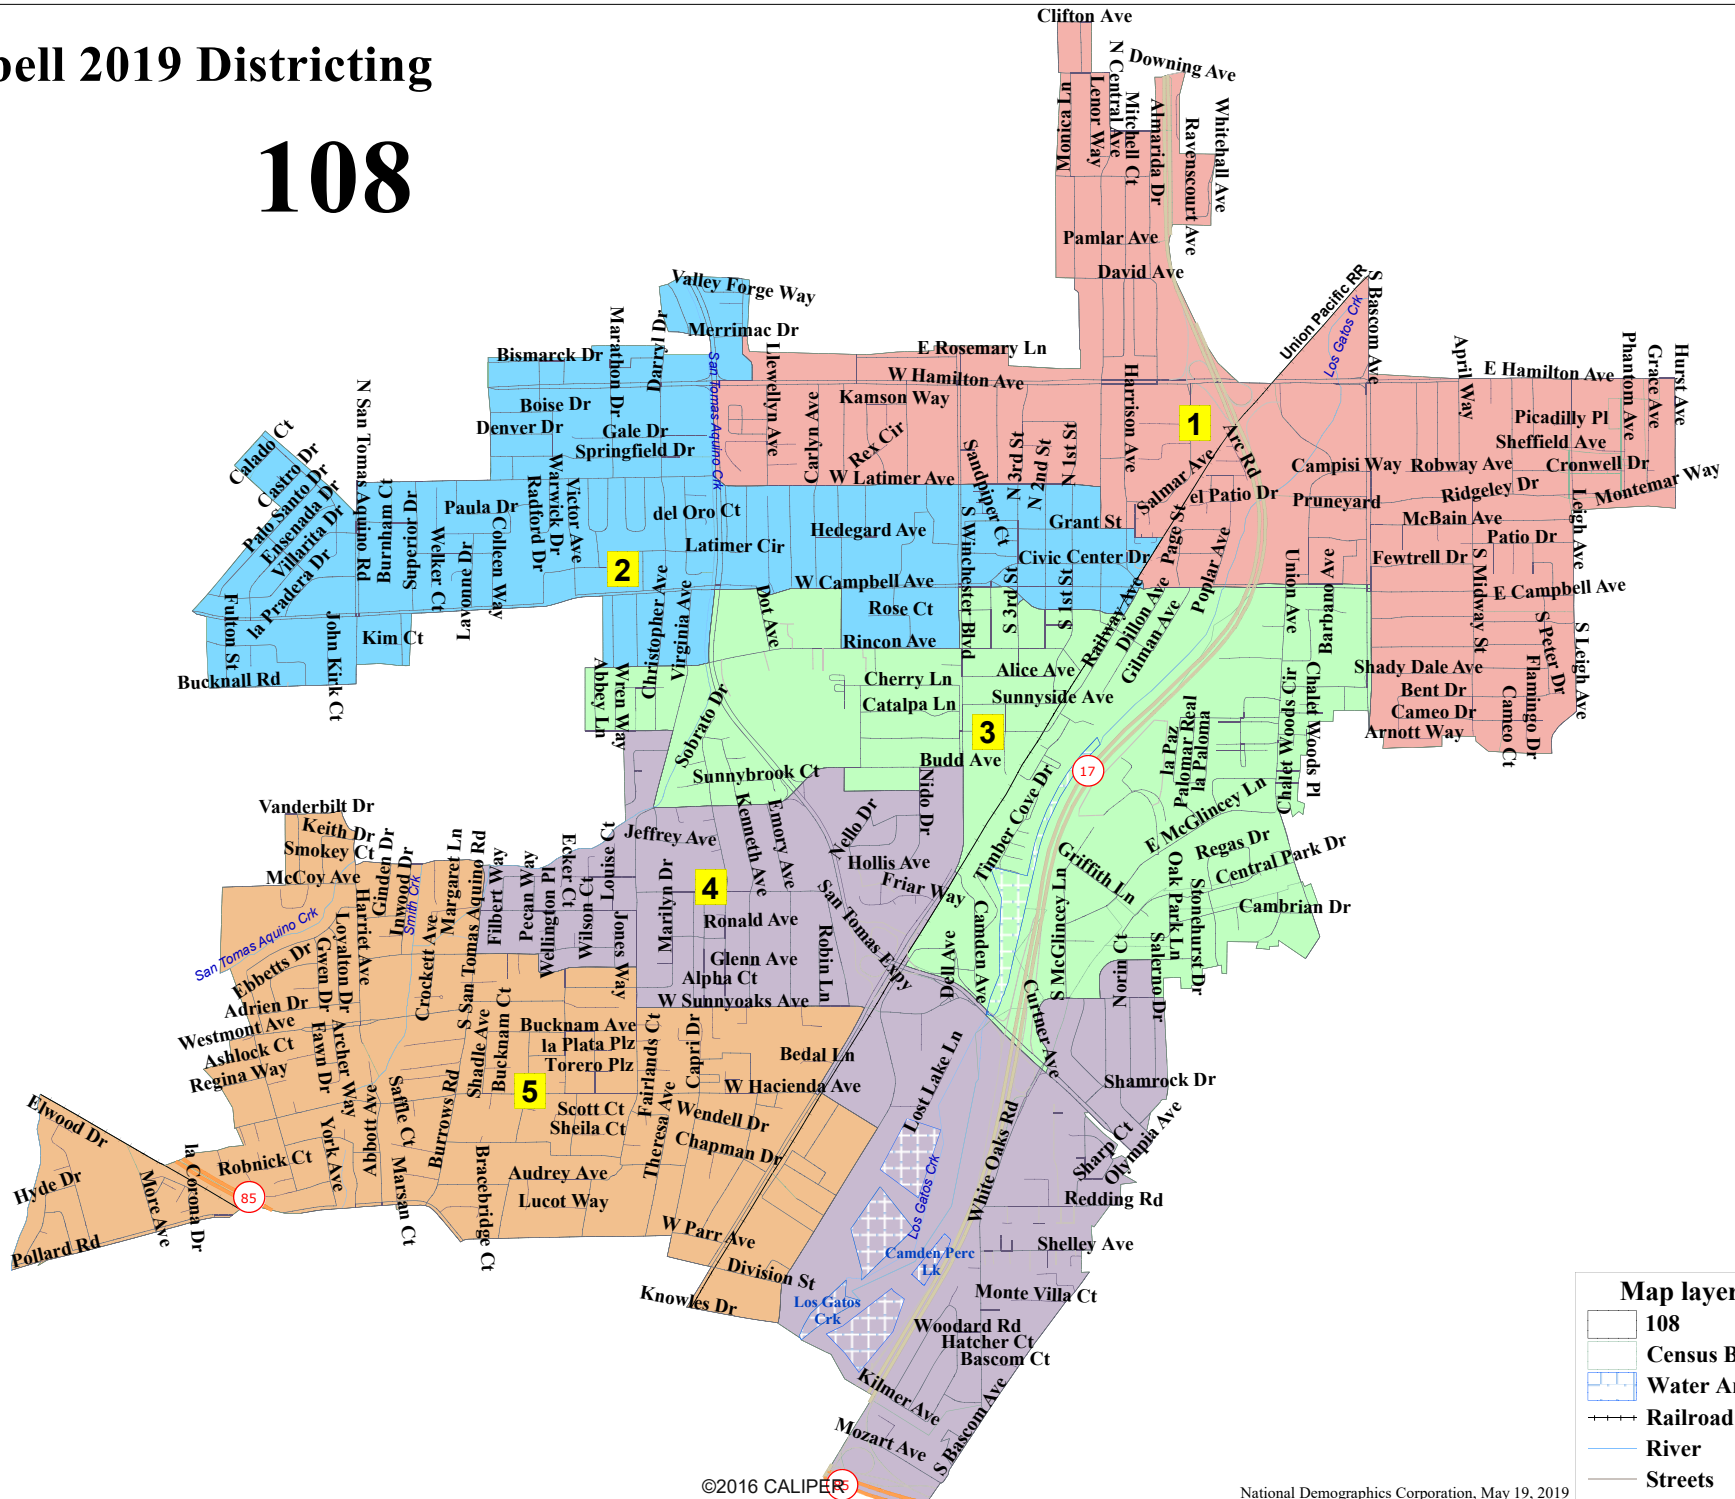 bell 2019 Districting
108
Clifton Ave
Downing Ave
N Central Ave
Monica Ln
Lenor Way
Mitchell Ct
Almarida Dr
Ravenscourt Ave
Whitehall Ave
Pamlar Ave
David Ave
Union Pacific RR
Los Gatos Crk
S Bascom Ave
Valley Forge Way
Merrimac Dr
Marathon Dr
Darryl Dr
Bismarck Dr
San Tomas Aquino Crk
Llewellyn Ave
E Rosemary Ln
W Hamilton Ave
Kamson Way
Carlyn Ave
Rex Cir
Harrison Ave
1
Arc Rd
April Way
E Hamilton Ave
Phantom Ave
Grace Ave
Hurst Ave
Picadilly Pl
Sheffield Ave
N San Tomas Aquino Rd
Boise Dr
Denver Dr
Gale Dr
Springfield Dr
Calado Ct
Castro Dr
Palo Santo Dr
Ensenada Dr
Villarita Dr
la Pradera Dr
Burnham Ct
Superior Dr
Paula Dr
Welker Ct
Lavonne Dr
Colleen Way
Radford Dr
Warwick Dr
Victor Ave
del Oro Ct
Latimer Cir
Hedegard Ave
W Latimer Ave
Sandpiper Ct
N 3rd St
N 2nd St
N 1st St
Salmar Ave
el Patio Dr
Campisi Way
Robway Ave
Cronwell Dr
Pruneyard
Ridgeley Dr
Montemar Way
McBain Ave
Patio Dr
Leigh Ave
Grant St
Civic Center Dr
Page St
Poplar Ave
Fewtrell Dr
S Midway St
E Campbell Ave
2
S Winchester Blvd
W Campbell Ave
Rose Ct
Rincon Ave
Dot Ave
S 3rd St
S 1st St
Railway Ave
Dillon Ave
Gilman Ave
Union Ave
Barbano Ave
S Peter Dr
S Leigh Ave
Fulton St
John Kirk Ct
Kim Ct
Bucknall Rd
Christopher Ave
Virginia Ave
Abbey Ln
Wren Way
Sobrato Dr
Alice Ave
Cherry Ln
Catalpa Ln
Sunnyside Ave
3
Budd Ave
Shady Dale Ave
Bent Dr
Cameo Dr
Arnott Way
Cameo Ct
Flamingo Dr
Chalet Woods Cir
Chalet Woods Pl
la Paz
Palomar Real
la Paloma
17
Sunnybrook Ct
Nido Dr
Timber Cove Dr
E McGlincey Ln
Regas Dr
Central Park Dr
Griffith Ln
Oak Park Ln
Stonehurst Dr
Cambrian Dr
Vanderbilt Dr
Keith Dr
Smokey Ct
McCoy Ave
Ginden Dr
Inwood Dr
Smith Crk
Margaret Ln
S San Tomas Aquino Rd
Filbert Way
Pecan Way
Wellington Pl
Ecker Ct
Wilson Ct
Louise Ct
Jones Way
Jeffrey Ave
Kenneth Ave
Emory Ave
Nello Dr
Hollis Ave
Friar Way
4
Marilyn Dr
Ronald Ave
Glenn Ave
Alpha Ct
W Sunnyoaks Ave
Robin Ln
San Tomas Expy
Dell Ave
Camden Ave
Curtner Ave
S McGlincey Ln
Norin Ct
Salerno Dr
San Tomas Aquino Crk
Harriet Ave
Loyalton Dr
Gwen Dr
Ebbetts Dr
Adrien Dr
Westmont Ave
Ashlock Ct
Regina Way
Fawn Dr
Archer Way
Crockett Ave
Shadle Ave
Bucknam Ct
Bucknam Ave
la Plata Plz
Torero Plz
Fairlands Ct
Capri Dr
Bedal Ln
W Hacienda Ave
Lost Lake Ln
Shamrock Dr
5
Scott Ct
Sheila Ct
Theresa Ave
Wendell Dr
Chapman Dr
White Oaks Rd
Sharp Ct
Olympia Ave
Elwood Dr
Hyde Dr
Pollard Rd
More Ave
la Corona Dr
Robnick Ct
85
York Ave
Abbott Ave
Saffle Ct
Marsan Ct
Burrows Rd
Bracebridge Ct
Audrey Ave
Lucot Way
W Parr Ave
Division St
Knowles Dr
Los Gatos Crk
Redding Rd
Shelley Ave
Camden Perc
Lk
Los Gatos
Crk
Monte Villa Ct
Woodard Rd
Hatcher Ct
Bascom Ct
Kilmer Ave
Mozart Ave
S Bascom Ave
85
©2016 CALIPER
Map layer
108
Census B
Water Ar
Railroad
River
Streets
National Demographics Corporation, May 19, 2019